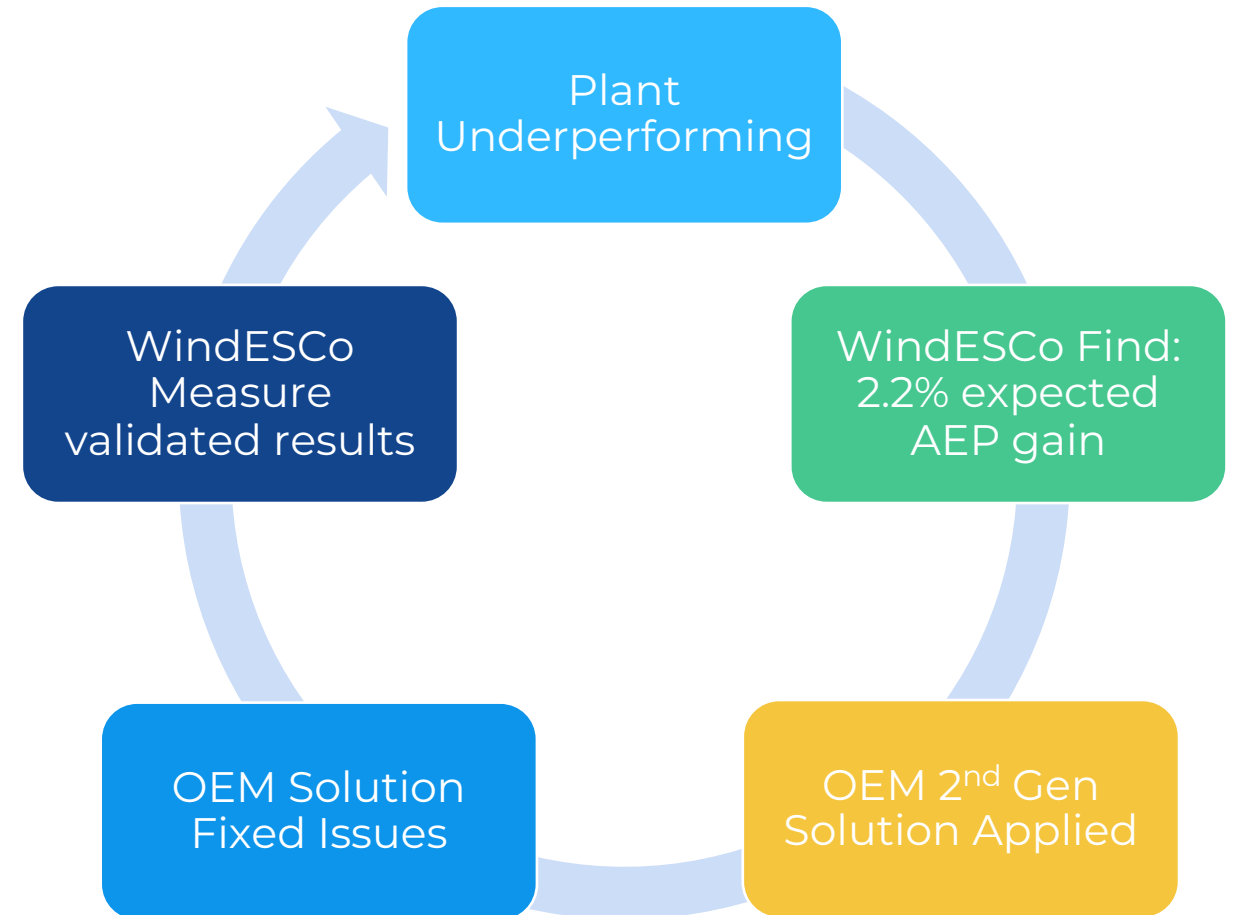 Plant
Underperforming
WindESCo Find:
2.2% expected
AEP gain
OEM 2nd Gen
Solution Applied
OEM Solution
Fixed Issues
WindESCo
Measure
validated results